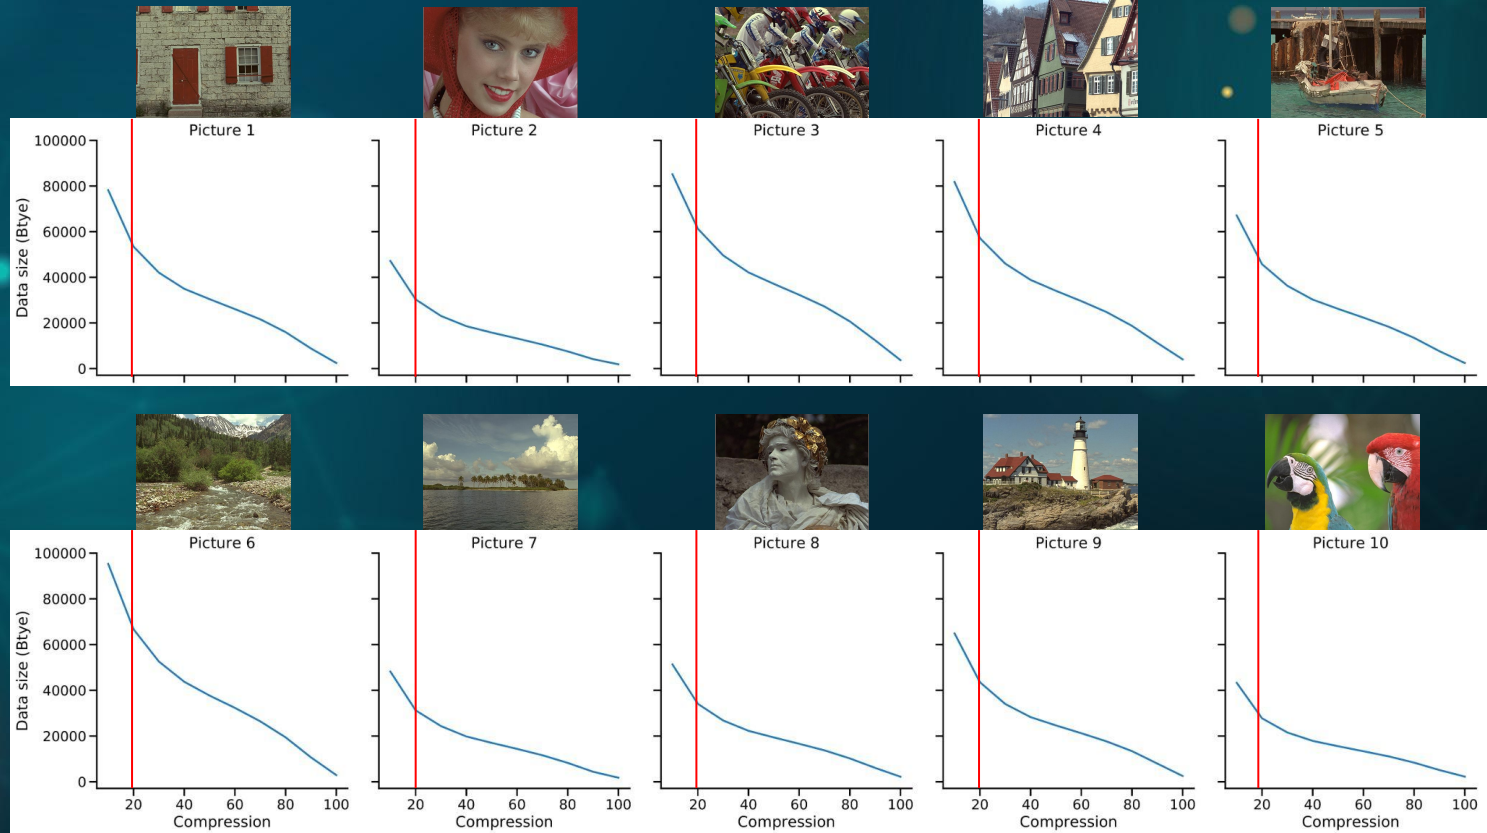 Picture 1
Picture 2
Picture 3
Picture 4
Picture 5
100000
80000
60000
40000
20000
0
Data size (Btye)
Picture 6
Picture 7
Picture 8
Picture 9
Picture 10
100000
80000
60000
40000
20000
0
Data size (Btye)
20 40 60 80 100
20 40 60 80 100
20 40 60 80 100
20 40 60 80 100
20 40 60 80 100
Compression
Compression
Compression
Compression
Compression